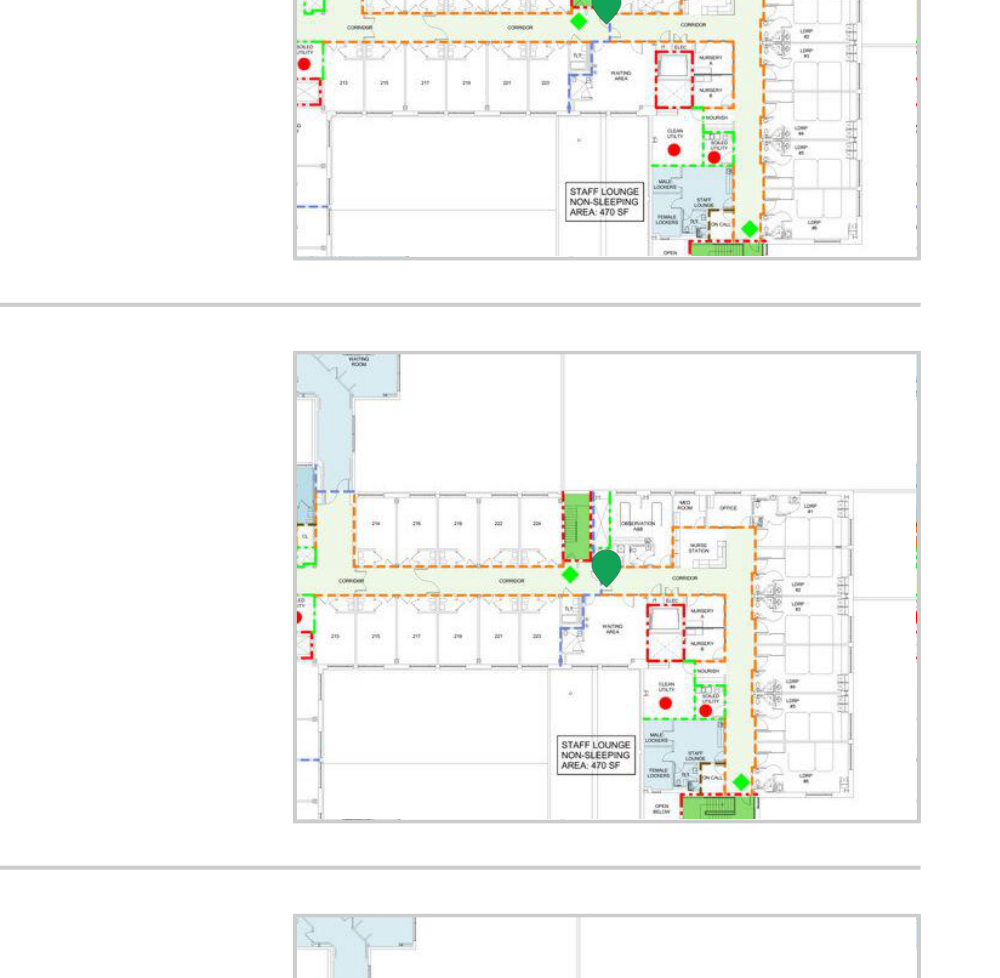 CORRIDOR
CORRIDOR
CORRIDOR
LDRP
#2
LDRP
#3
SOILED
UTILITY
TLT.
IT ELEC
NURSERY
A
WAITING
AREA
213
215
217
219
221
223
NURSERY
B
NOURISH
CLEAN
UTILITY
SOILED
UTILITY
LDRP
#4
LDRP
#5
MALE
LOCKERS
STAFF LOUNGE
NON-SLEEPING
AREA: 470 SF
STAFF
LOUNGE
FEMALE
LOCKERS
TLT.
ON CALL
LDRP
#6
OPEN
WAITING
ROOM
214
216
218
222
224
OBSERVATION
MED
ROOM
OFFICE
LDRP
#1
NURSE
STATION
CORRIDOR
CORRIDOR
CORRIDOR
LDRP
#2
LDRP
#3
TLT.
IT ELEC
NURSERY
A
WAITING
AREA
213
215
217
219
221
223
NURSERY
B
NOURISH
CLEAN
UTILITY
SOILED
UTILITY
LDRP
#4
LDRP
#5
MALE
LOCKERS
STAFF LOUNGE
NON-SLEEPING
AREA: 470 SF
STAFF
LOUNGE
FEMALE
LOCKERS
TLT.
ON CALL
LDRP
#6
OPEN
BELOW